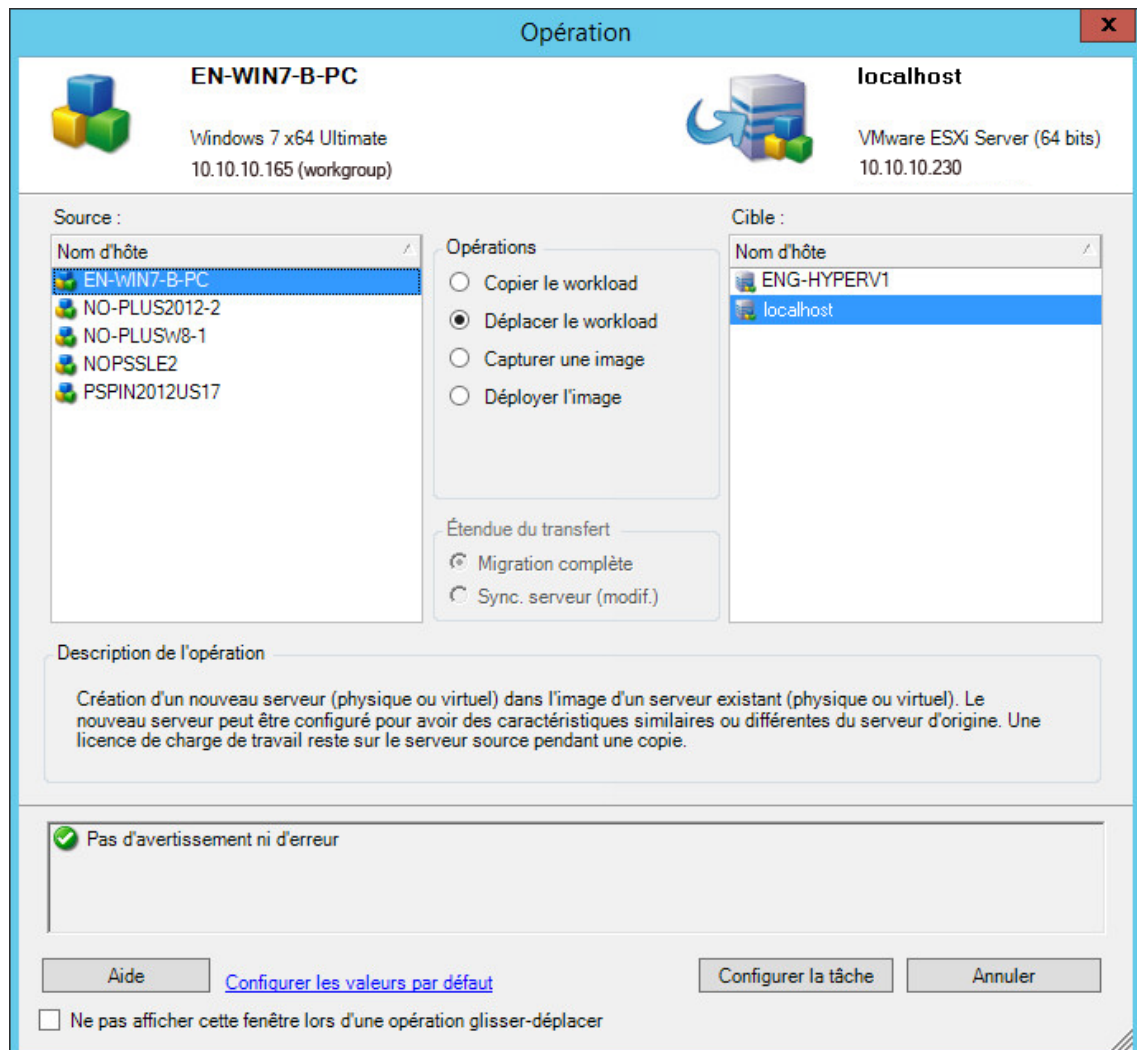 Opération
x
EN-WIN7-B-PC
Windows 7 x64 Ultimate
10.10.10.165 (workgroup)
localhost
VMware ESXi Server (64 bits)
10.10.10.230
Source :
Nom d'hôte
EN-WIN7-B-PC
NO-PLUS2012-2
NO-PLUSW8-1
NOPSSLE2
PSPIN2012US17
Opérations
Copier le workload
Déplacer le workload
Capturer une image
Déployer l'image
Étendue du transfert
Migration complète
Sync. serveur (modif.)
Cible :
Nom d'hôte
ENG-HYPERV1
localhost
Description de l'opération
Création d'un nouveau serveur (physique ou virtuel) dans l'image d'un serveur existant (physique ou virtuel). Le
nouveau serveur peut être configuré pour avoir des caractéristiques similaires ou différentes du serveur d'origine. Une
licence de charge de travail reste sur le serveur source pendant une copie.
Pas d'avertissement ni d'erreur
Aide
Configurer les valeurs par défaut
Configurer la tâche
Annuler
Ne pas afficher cette fenêtre lors d'une opération glisser-déplacer